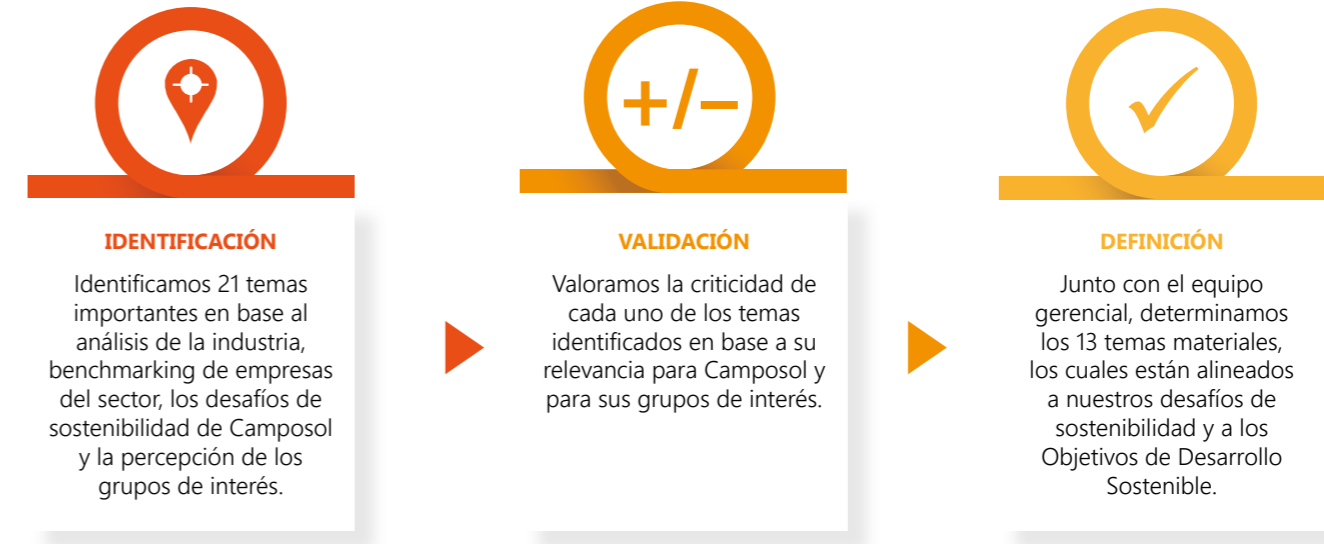 +/–
IDENTIFICACIÓN
Identificamos 21 temas
importantes en base al
análisis de la industria,
benchmarking de empresas
del sector, los desafíos de
sostenibilidad de Camposol
y la percepción de los
grupos de interés.
VALIDACIÓN
Valoramos la criticidad de
cada uno de los temas
identificados en base a su
relevancia para Camposol y
para sus grupos de interés.
DEFINICIÓN
Junto con el equipo
gerencial, determinamos
los 13 temas materiales,
los cuales están alineados
a nuestros desafíos de
sostenibilidad y a los
Objetivos de Desarrollo
Sostenible.